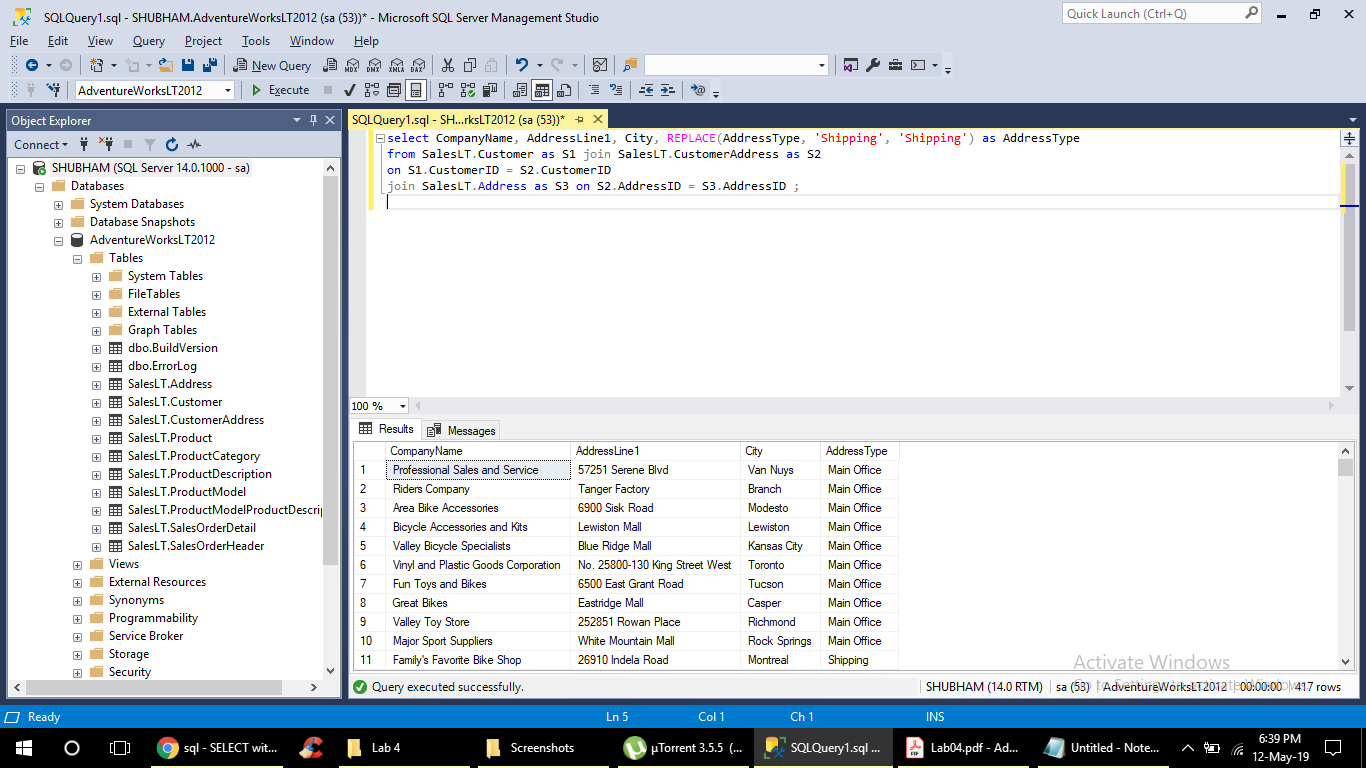 SQLQuery1.sql - SHUBHAM.AdventureWorksLT2012 (sa (53))* - Microsoft SQL Server Management Studio
Quick Launch (Ctrl+Q)
File Edit View Query Project Tools Window Help
New Query MDX DMX XMLA DAX
AdventureWorksLT2012 Execute
Object Explorer
Connect
SHUBHAM (SQL Server 14.0.1000 - sa)
Databases
System Databases
Database Snapshots
AdventureWorksLT2012
Tables
System Tables
FileTables
External Tables
Graph Tables
dbo.BuildVersion
dbo.ErrorLog
SalesLT.Address
SalesLT.Customer
SalesLT.CustomerAddress
SalesLT.Product
SalesLT.ProductCategory
SalesLT.ProductDescription
SalesLT.ProductModel
SalesLT.ProductModelProductDescrip
SalesLT.SalesOrderDetail
SalesLT.SalesOrderHeader
Views
External Resources
Synonyms
Programmability
Service Broker
Storage
Security
SQLQuery1.sql - SH...rksLT2012 (sa (53))*
select CompanyName, AddressLine1, City, REPLACE(AddressType, 'Shipping', 'Shipping') as AddressType
from SalesLT.Customer as S1 join SalesLT.CustomerAddress as S2
on S1.CustomerID = S2.CustomerID
join SalesLT.Address as S3 on S2.AddressID = S3.AddressID ;
100 %
Results Messages
CompanyName AddressLine1 City AddressType
1 Professional Sales and Service 57251 Serene Blvd Van Nuys Main Office
2 Riders Company Tanger Factory Branch Main Office
3 Area Bike Accessories 6900 Sisk Road Modesto Main Office
4 Bicycle Accessories and Kits Lewiston Mall Lewiston Main Office
5 Valley Bicycle Specialists Blue Ridge Mall Kansas City Main Office
6 Vinyl and Plastic Goods Corporation No. 25800-130 King Street West Toronto Main Office
7 Fun Toys and Bikes 6500 East Grant Road Tucson Main Office
8 Great Bikes Eastridge Mall Casper Main Office
9 Valley Toy Store 252851 Rowan Place Richmond Main Office
10 Major Sport Suppliers White Mountain Mall Rock Springs Main Office
11 Family's Favorite Bike Shop 26910 Indela Road Montreal Shipping
Activate Windows
Go to Settings to activate Windows.
Query executed successfully. SHUBHAM (14.0 RTM) sa (53) AdventureWorksLT2012 00:00:00 417 rows
Ready Ln 5 Col 1 Ch 1 INS
sql - SELECT wit... Lab 4 Screenshots µTorrent 3.5.5 (... SQLQuery1.sql ... Lab04.pdf - Ad... Untitled - Note... 6:39 PM
12-May-19